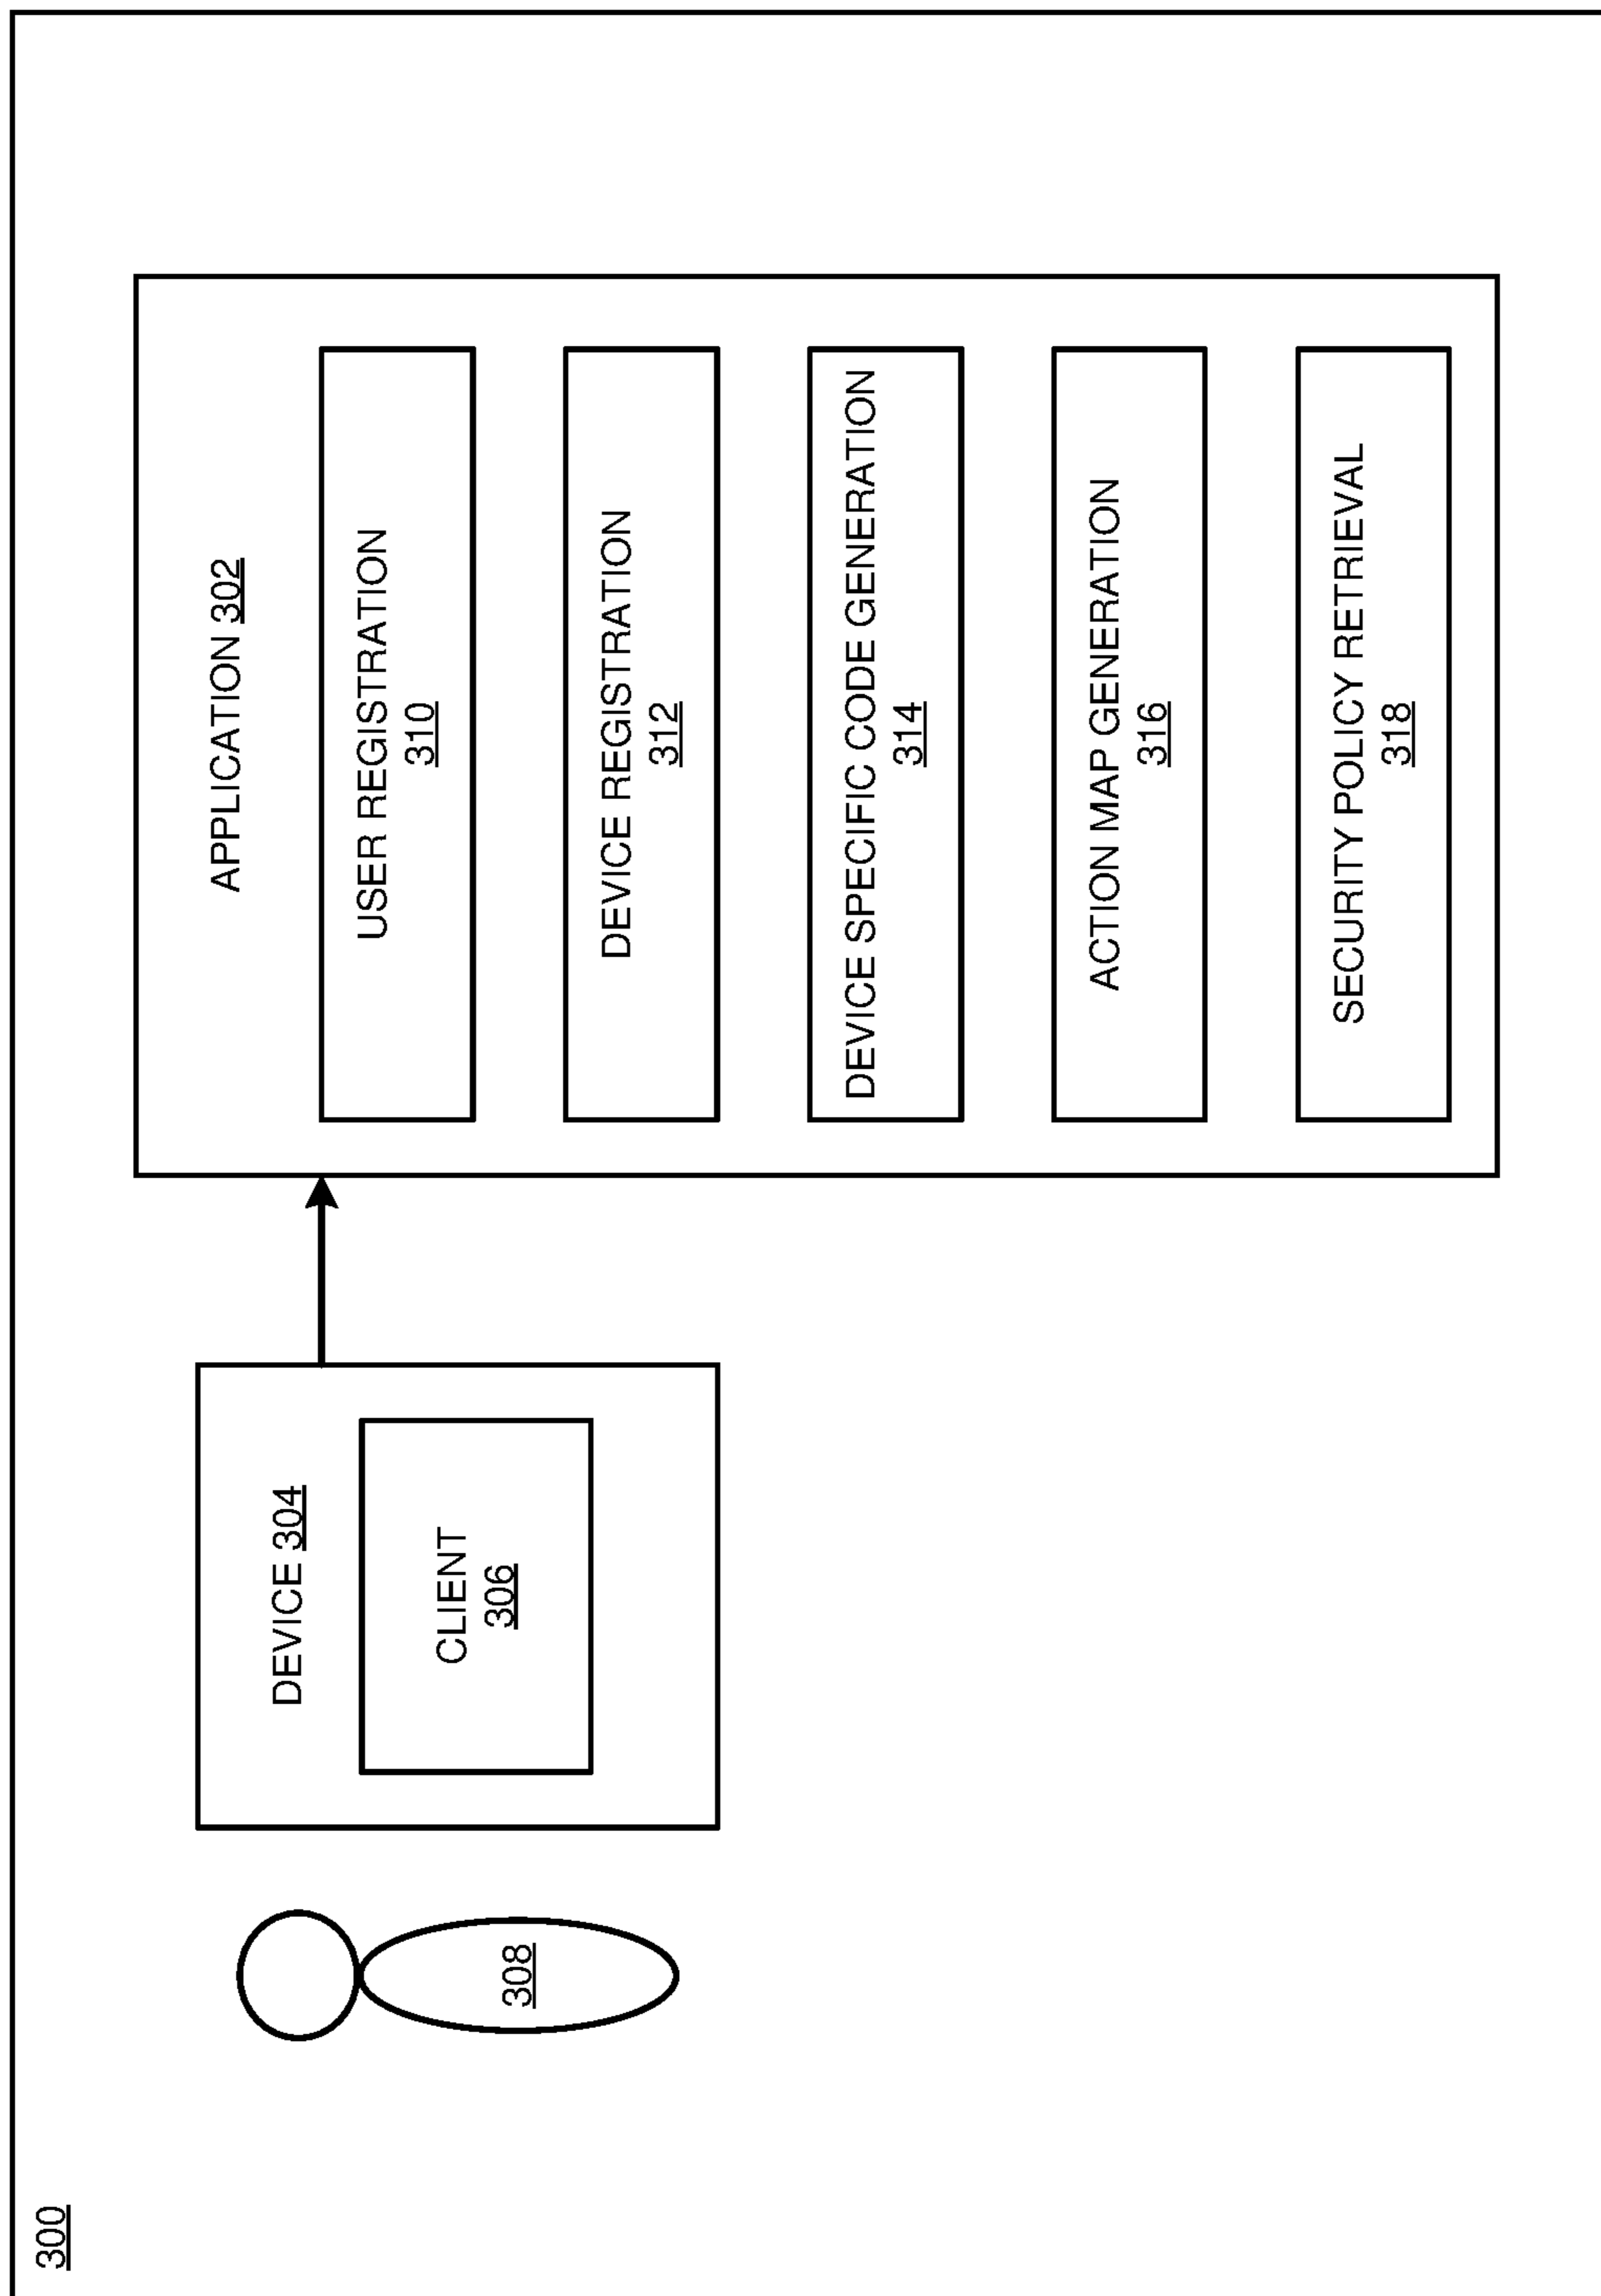 300
308
DEVICE 304
CLIENT
306
APPLICATION 302
USER REGISTRATION
310
DEVICE REGISTRATION
312
DEVICE SPECIFIC CODE GENERATION
314
ACTION MAP GENERATION
316
SECURITY POLICY RETRIEVAL
318